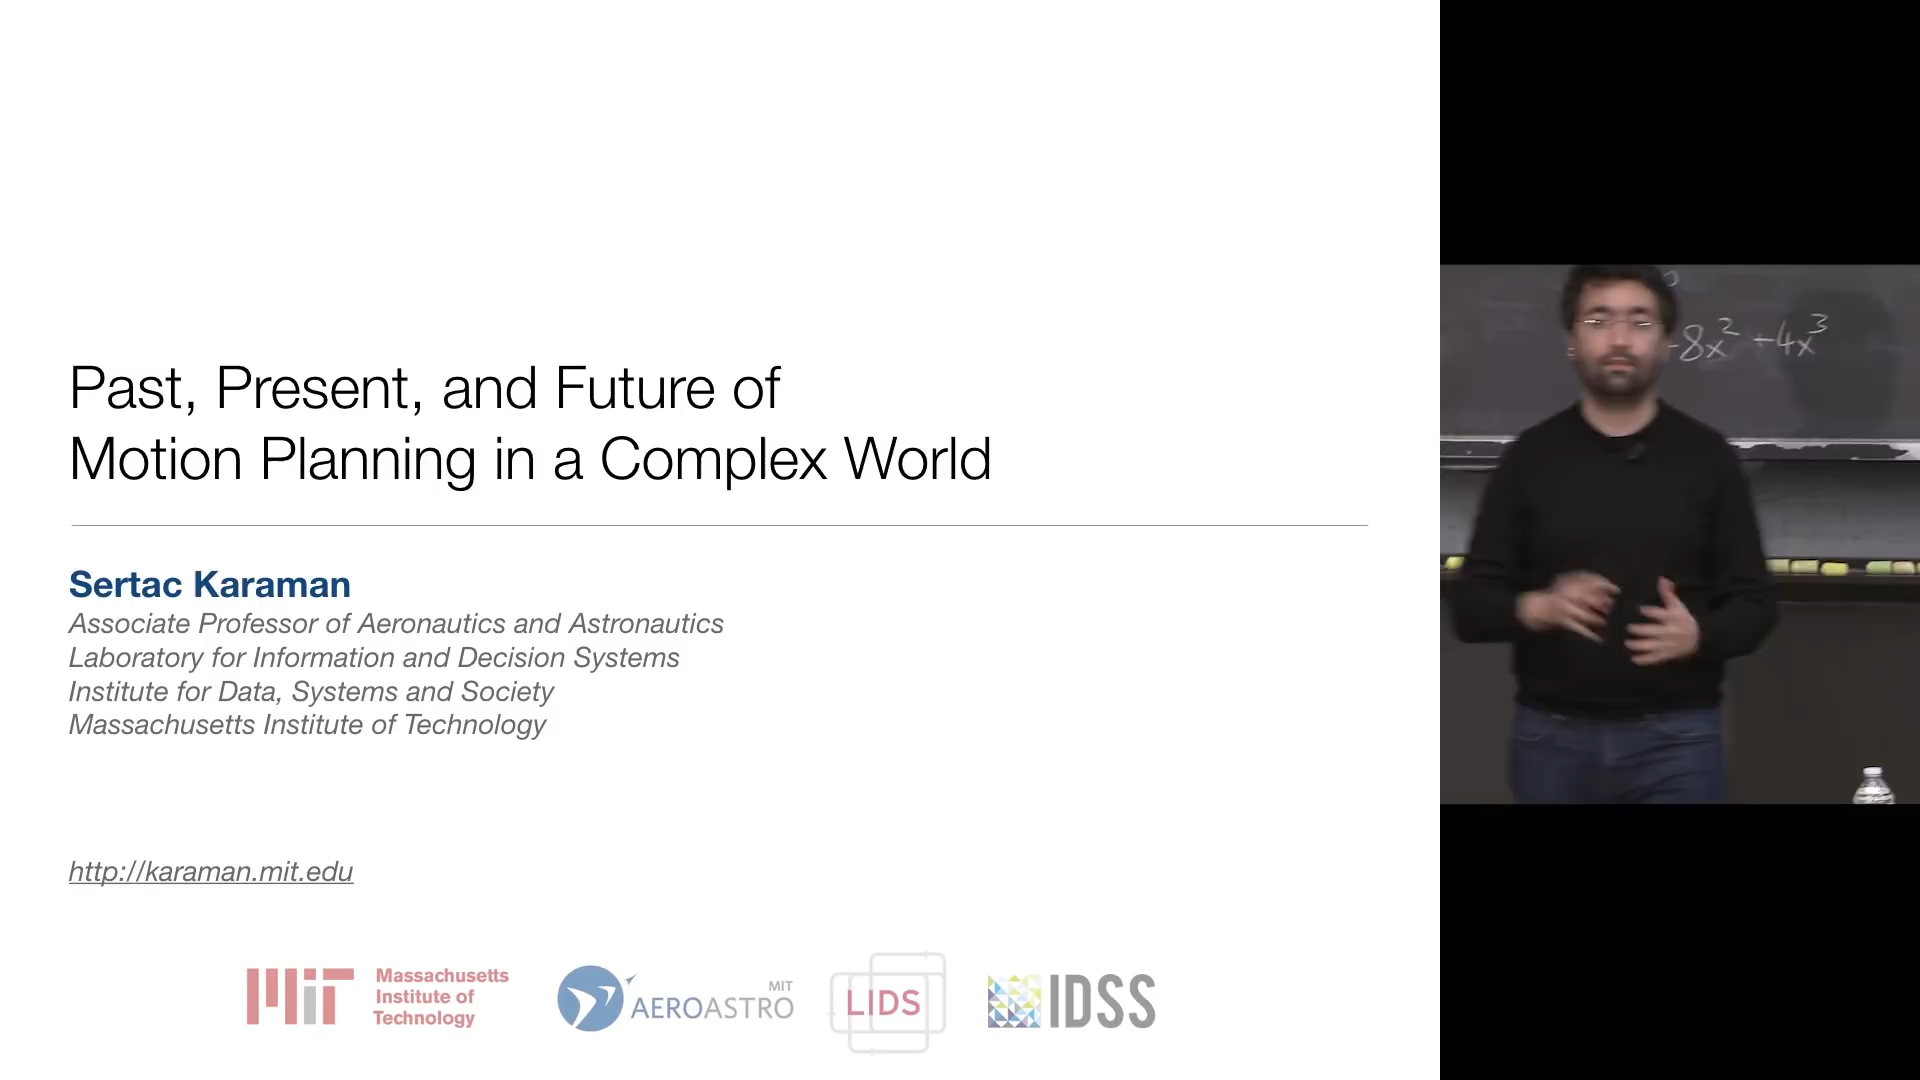 Past, Present, and Future of
Motion Planning in a Complex World
Sertac Karaman
Associate Professor of Aeronautics and Astronautics
Laboratory for Information and Decision Systems
Institute for Data, Systems and Society
Massachusetts Institute of Technology
http://karaman.mit.edu
MIT
Massachusetts
Institute of
Technology
MIT
AEROASTRO
LIDS
IDSS
-8x² +4x³